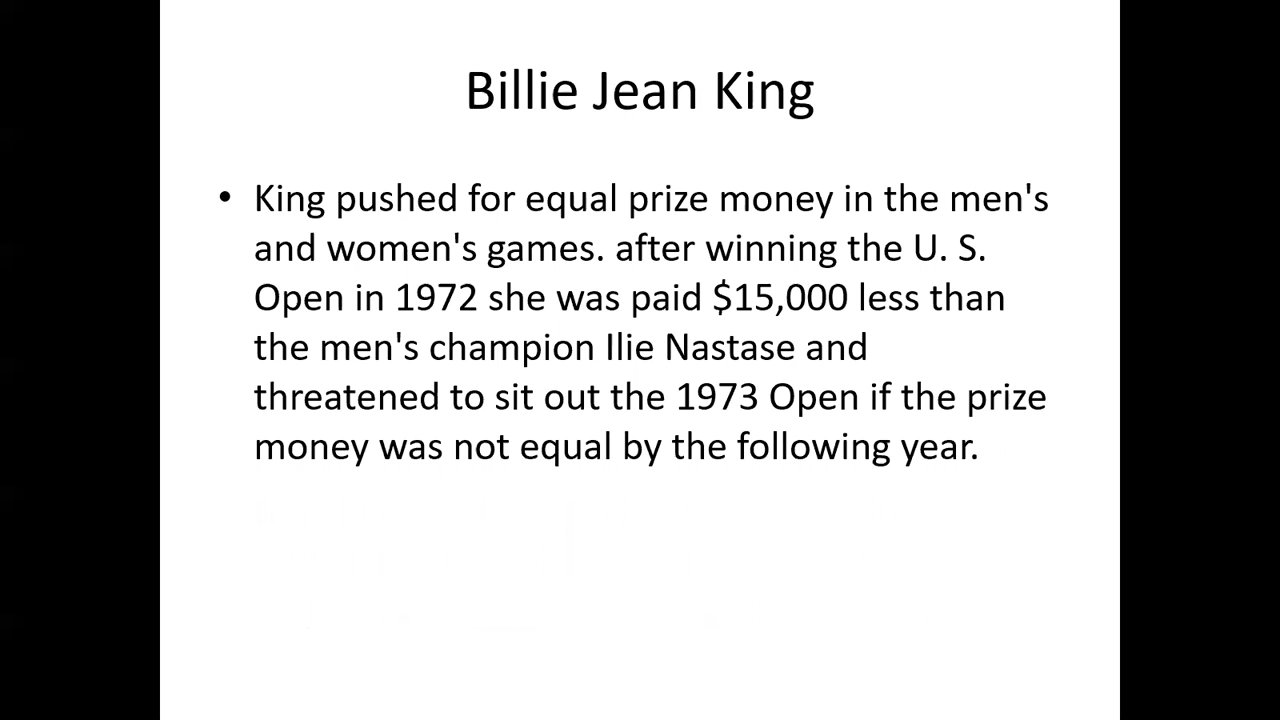 Billie Jean King
• King pushed for equal prize money in the men's
and women's games. after winning the U. S.
Open in 1972 she was paid $15,000 less than
the men's champion Ilie Nastase and
threatened to sit out the 1973 Open if the prize
money was not equal by the following year.